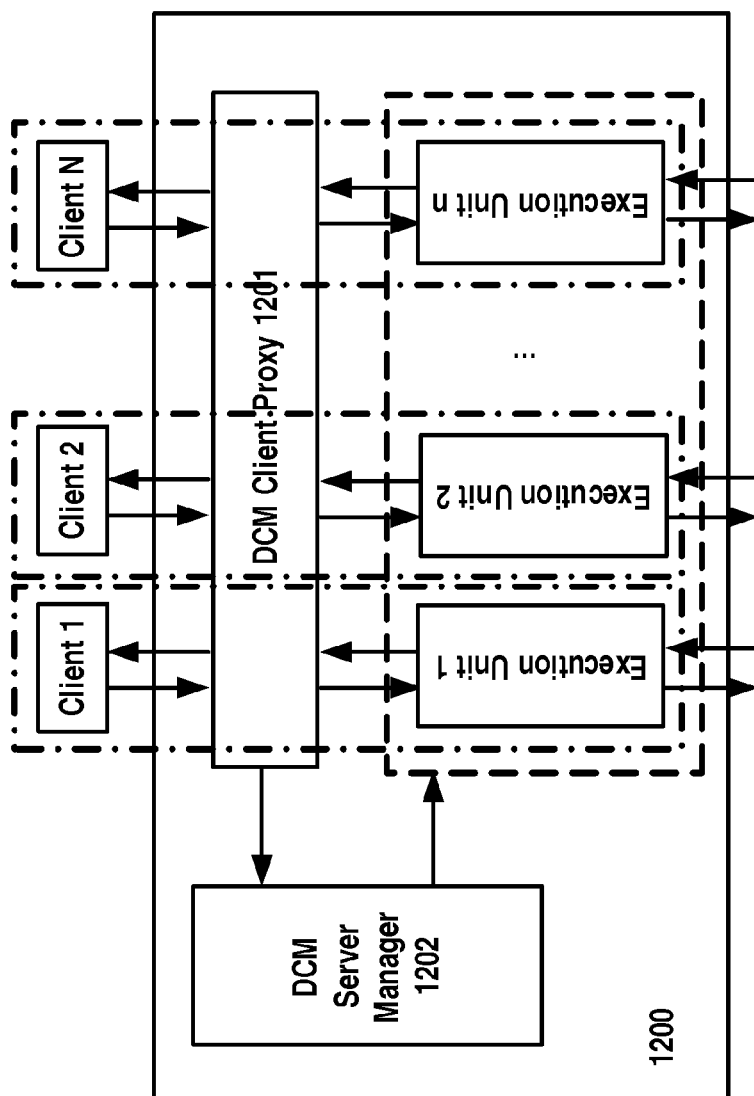 Client N
Client 2
Client 1
DCM Client Proxy 1201
Execution Unit n
...
Execution Unit 2
Execution Unit 1
DCM
Server
Manager
1202
1200